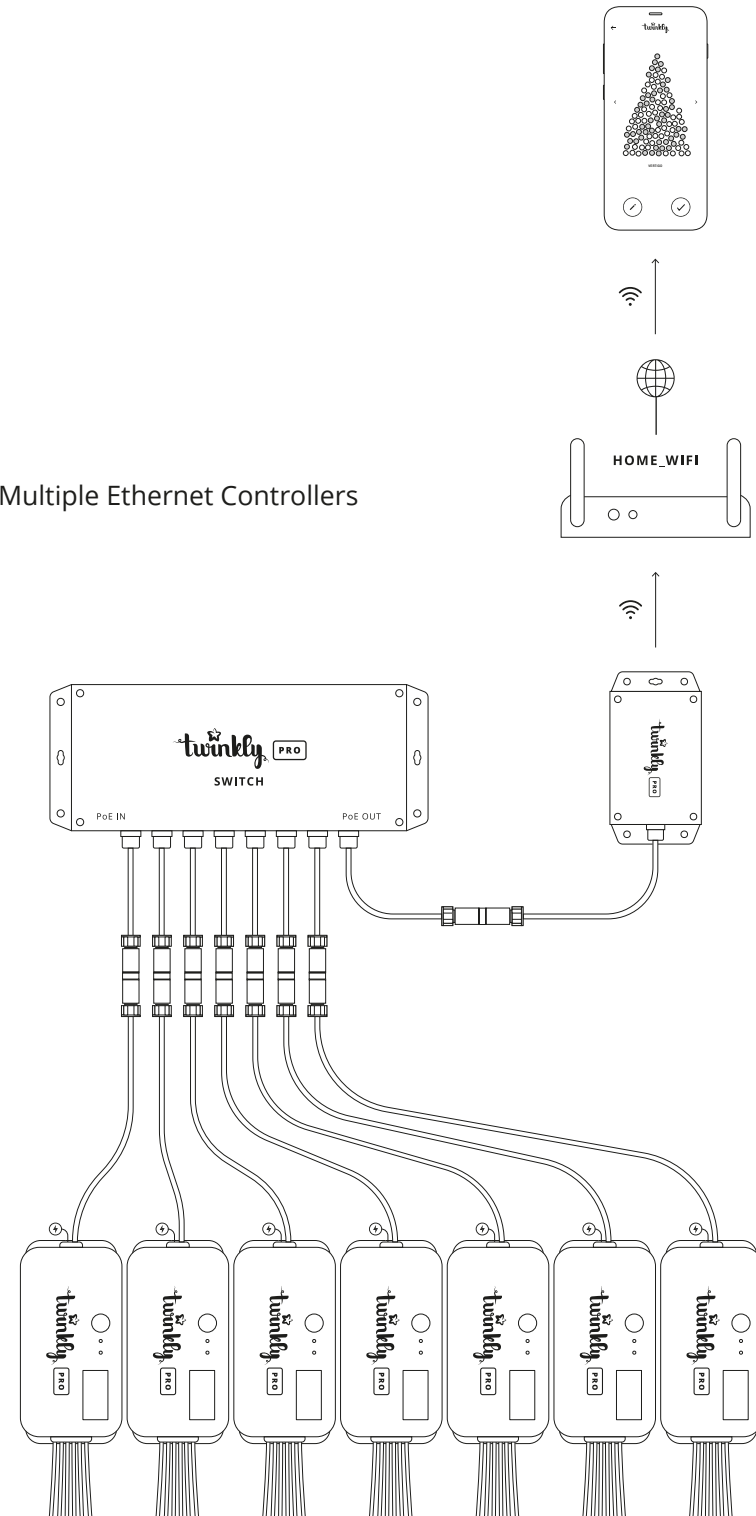 twinkly
VERTIGO
HOME_WIFI
Multiple Ethernet Controllers
twinkly PRO
SWITCH
PoE IN
PoE OUT
twinkly PRO
twinkly PRO
twinkly PRO
twinkly PRO
twinkly PRO
twinkly PRO
twinkly PRO
twinkly PRO